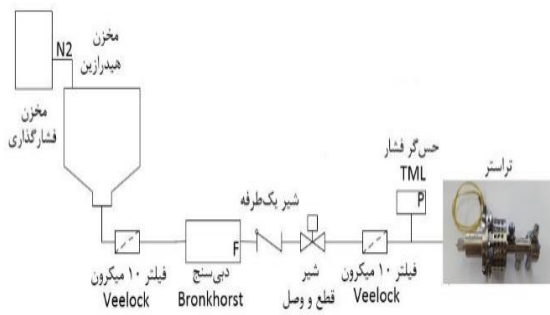 N2
مخزن
هیدرازین
مخزن
فشارگذاری
حس‌گر فشار
TML
P
تراستر
شیر یک‌طرفه
F
فیلتر ۱۰ میکرون
Veelock
دبی‌سنج
Bronkhorst
شیر
قطع و وصل
فیلتر ۱۰ میکرون
Veelock